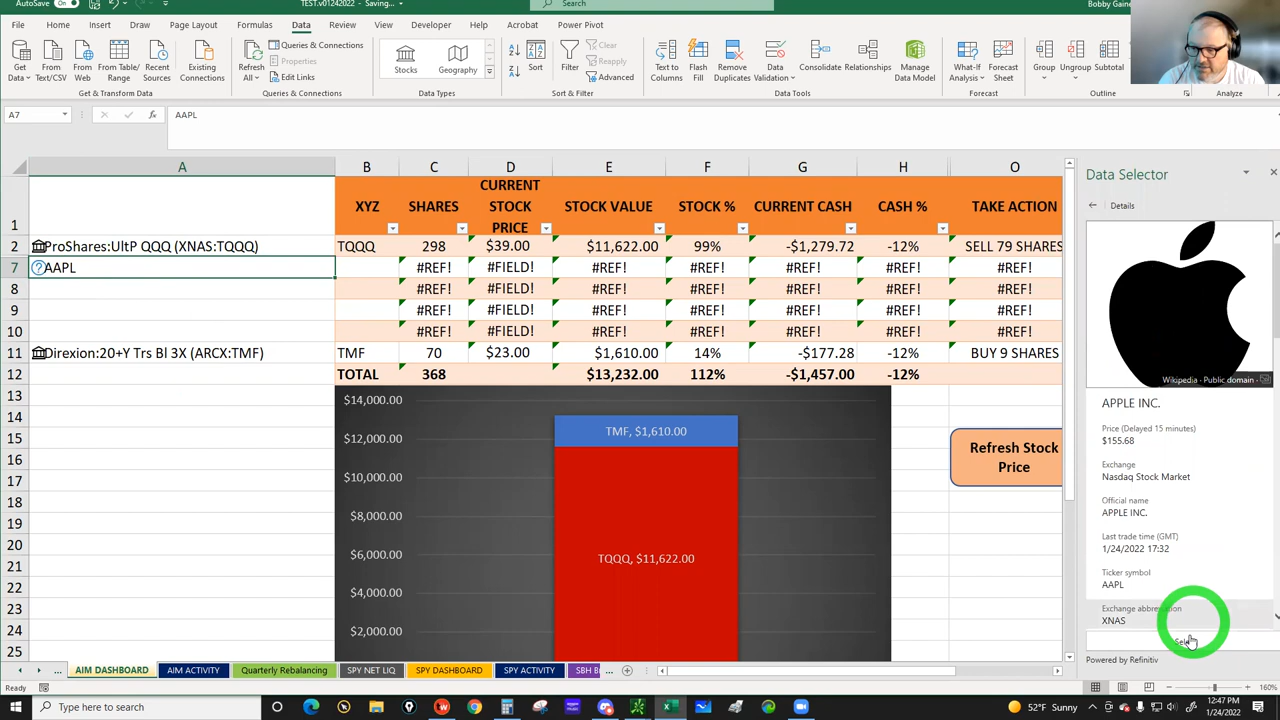 AutoSave
TEST.v01242022 - Saving...
Search
Bobby Gaine
File Home Insert Draw Page Layout Formulas Data Review View Developer Help Acrobat Power Pivot
Get Data
From Text/CSV
From Web
From Table/Range
Recent Sources
Existing Connections
Get & Transform Data
Refresh All
Queries & Connections
Properties
Edit Links
Queries & Connections
Stocks
Geography
Data Types
Sort
Filter
Clear
Reapply
Advanced
Sort & Filter
Text to Columns
Flash Fill
Remove Duplicates
Data Validation
Consolidate
Relationships
Manage Data Model
Data Tools
What-If Analysis
Forecast Sheet
Forecast
Group
Ungroup
Subtotal
Outline
Analyze
A7
fx
AAPL
A B C D E F G H O
1 XYZ SHARES CURRENT STOCK PRICE STOCK VALUE STOCK % CURRENT CASH CASH % TAKE ACTION
2 ProShares:UltP QQQ (XNAS:TQQQ) TQQQ 298 $39.00 $11,622.00 99% -$1,279.72 -12% SELL 79 SHARES
7 AAPL #REF! #FIELD! #REF! #REF! #REF! #REF! #REF!
8 #REF! #FIELD! #REF! #REF! #REF! #REF! #REF!
9 #REF! #FIELD! #REF! #REF! #REF! #REF! #REF!
10 #REF! #FIELD! #REF! #REF! #REF! #REF! #REF!
11 Direxion:20+Y Trs Bl 3X (ARCX:TMF) TMF 70 $23.00 $1,610.00 14% -$177.28 -12% BUY 9 SHARES
12 TOTAL 368 $13,232.00 112% -$1,457.00 -12%
13
14
15
16
17
18
19
20
21
22
23
24
25
$14,000.00
$12,000.00
$10,000.00
$8,000.00
$6,000.00
$4,000.00
$2,000.00
TMF, $1,610.00
TQQQ, $11,622.00
Refresh Stock
Price
Data Selector
Details
Wikipedia - Public domain -
APPLE INC.
Price (Delayed 15 minutes)
$155.68
Exchange
Nasdaq Stock Market
Official name
APPLE INC.
Last trade time (GMT)
1/24/2022 17:32
Ticker symbol
AAPL
Exchange abbreviation
XNAS
Powered by Refinitiv
... AIM DASHBOARD AIM ACTIVITY Quarterly Rebalancing SPY NET LIQ SPY DASHBOARD SPY ACTIVITY SBH B ...
Ready
160%
Type here to search
52°F Sunny
12:47 PM
1/24/2022